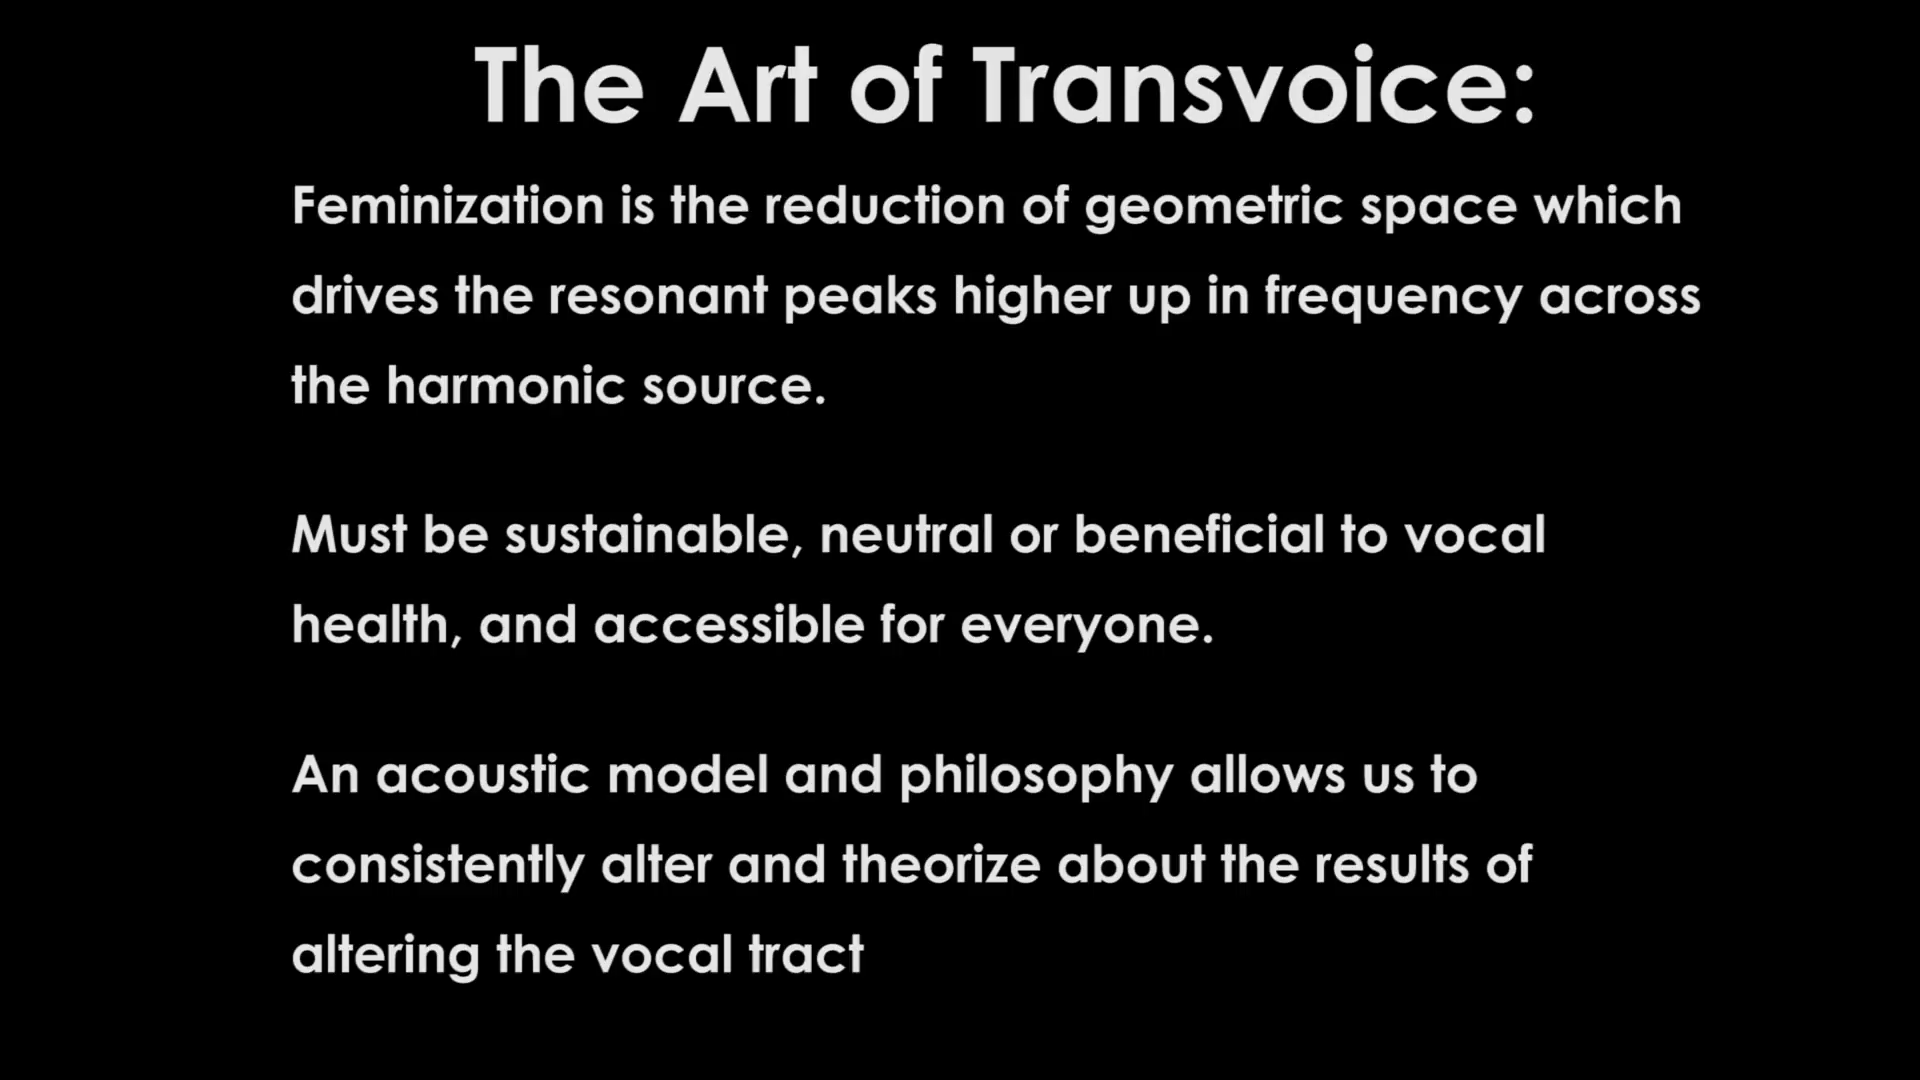 The Art of Transvoice:
Feminization is the reduction of geometric space which
drives the resonant peaks higher up in frequency across
the harmonic source.
Must be sustainable, neutral or beneficial to vocal
health, and accessible for everyone.
An acoustic model and philosophy allows us to
consistently alter and theorize about the results of
altering the vocal tract